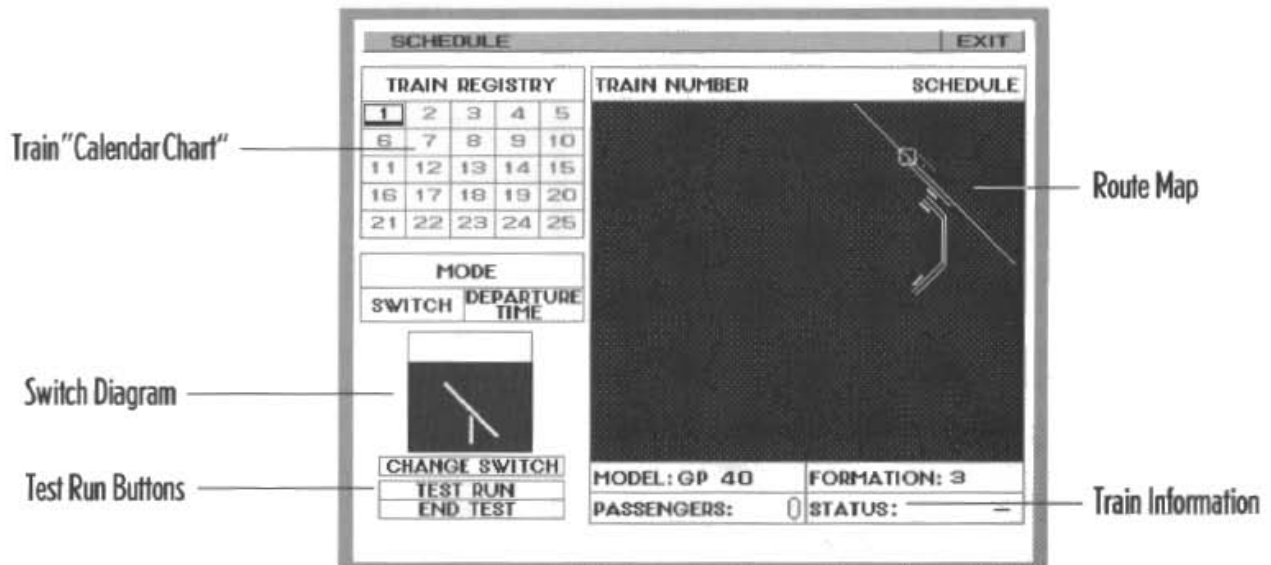 SCHEDULE EXIT
TRAIN REGISTRY
1 2 3 4 5
6 7 8 9 10
11 12 13 14 15
16 17 18 19 20
21 22 23 24 25
MODE
SWITCH DEPARTURE TIME
CHANGE SWITCH
TEST RUN
END TEST
TRAIN NUMBER SCHEDULE
MODEL: GP 40 FORMATION: 3
PASSENGERS: 0 STATUS: –
Train "Calendar Chart"
Switch Diagram
Test Run Buttons
Route Map
Train Information